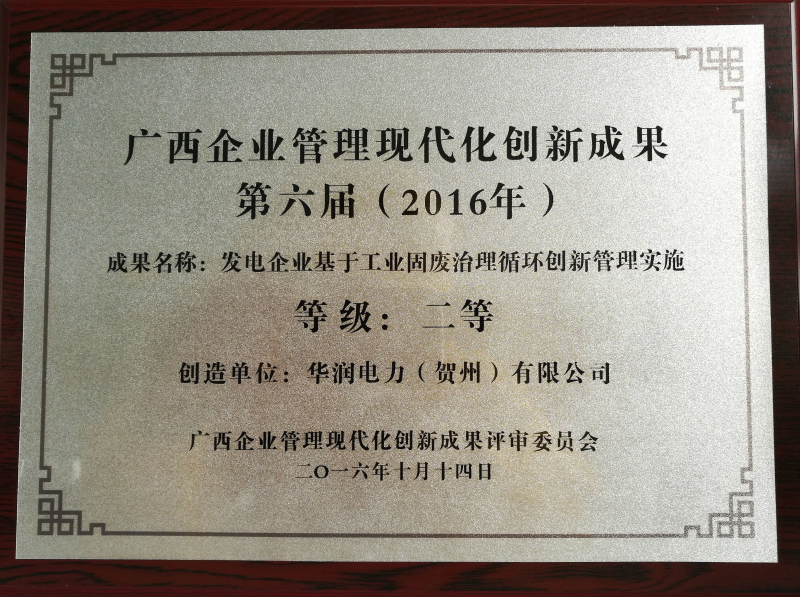 广西企业管理现代化创新成果
第六届（2016年）
成果名称：发电企业基于工业固废治理循环创新管理实施
等级：二等
创造单位：华润电力（贺州）有限公司
广西企业管理现代化创新成果评审委员会
二〇一六年十月十四日